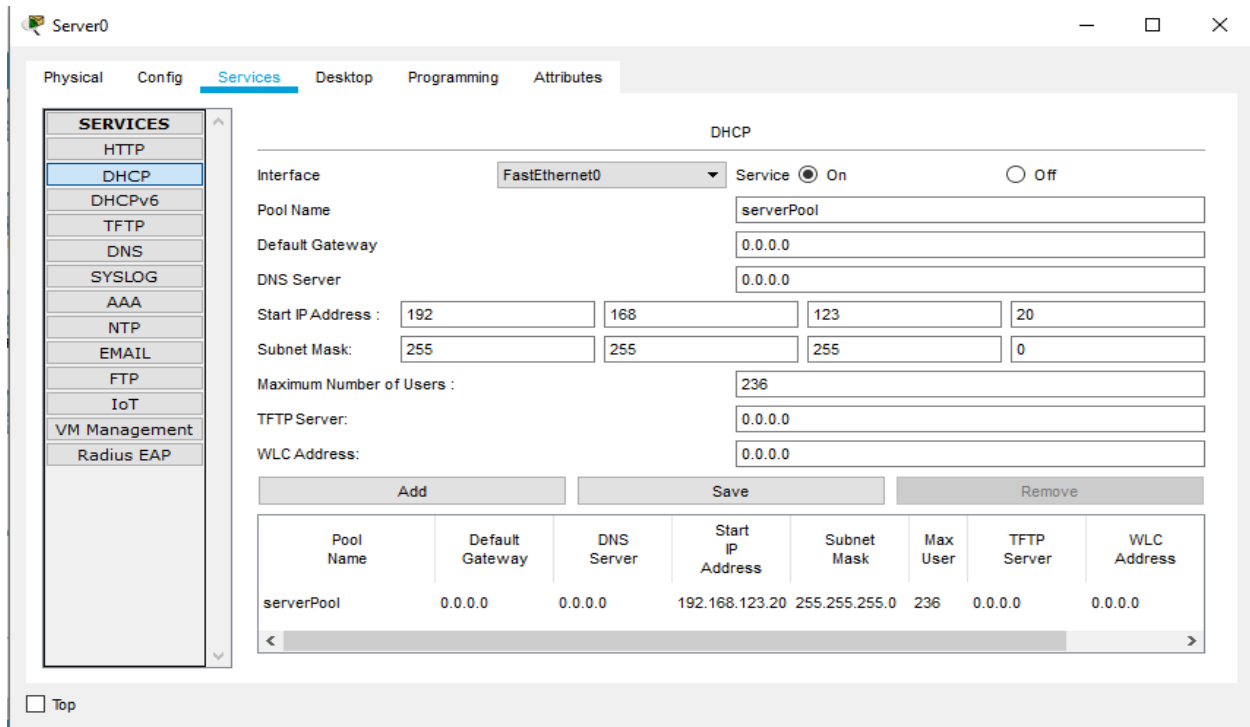 Server0
Physical Config Services Desktop Programming Attributes
SERVICES
HTTP
DHCP
DHCPv6
TFTP
DNS
SYSLOG
AAA
NTP
EMAIL
FTP
IoT
VM Management
Radius EAP
DHCP
Interface FastEthernet0 Service On Off
Pool Name serverPool
Default Gateway 0.0.0.0
DNS Server 0.0.0.0
Start IP Address : 192 168 123 20
Subnet Mask: 255 255 255 0
Maximum Number of Users : 236
TFTP Server: 0.0.0.0
WLC Address: 0.0.0.0
Add Save Remove
Pool Name Default Gateway DNS Server Start IP Address Subnet Mask Max User TFTP Server WLC Address
serverPool 0.0.0.0 0.0.0.0 192.168.123.20 255.255.255.0 236 0.0.0.0 0.0.0.0
Top